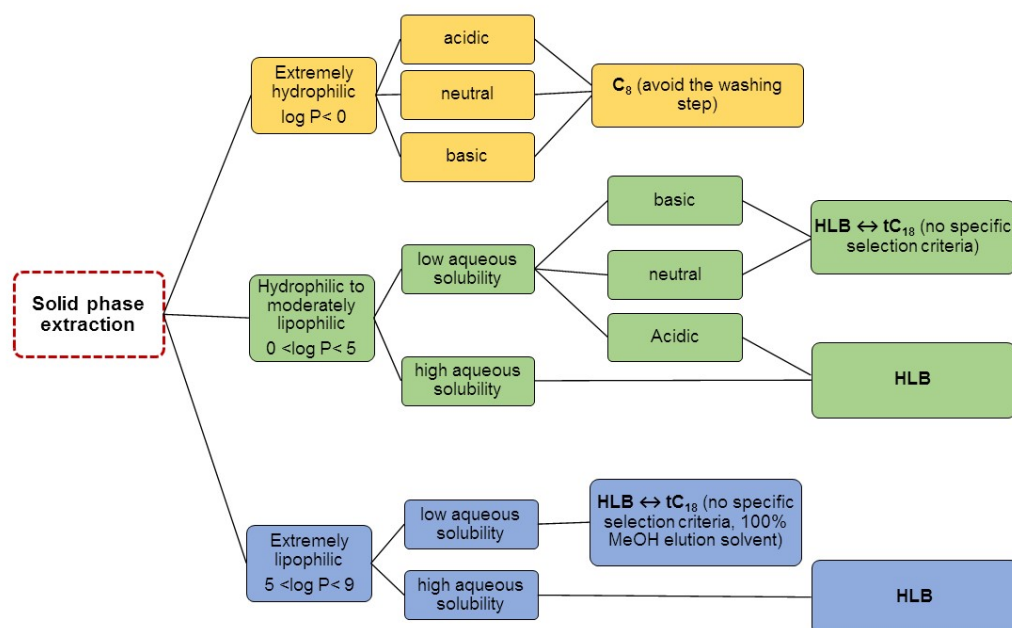 Solid phase
extraction
Extremely
hydrophilic
log P< 0
acidic
neutral
basic
C₈ (avoid the washing
step)
Hydrophilic to
moderately
lipophilic
0 <log P< 5
low aqueous
solubility
high aqueous
solubility
basic
neutral
Acidic
HLB ↔ tC₁₈ (no specific
selection criteria)
HLB
Extremely
lipophilic
5 <log P< 9
low aqueous
solubility
high aqueous
solubility
HLB ↔ tC₁₈ (no specific
selection criteria, 100%
MeOH elution solvent)
HLB